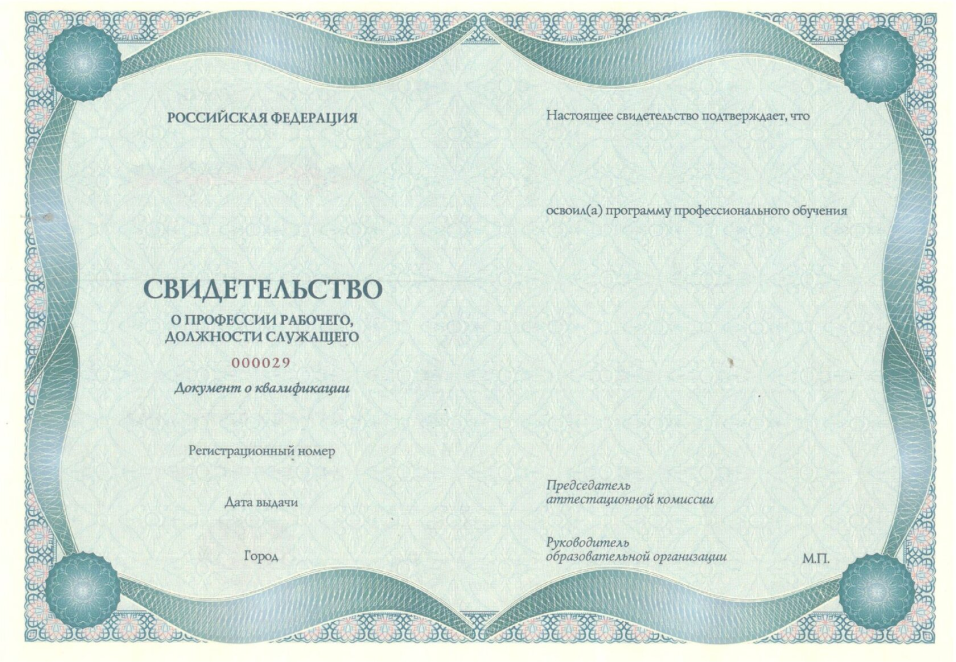 РОССИЙСКАЯ ФЕДЕРАЦИЯ
СВИДЕТЕЛЬСТВО
О ПРОФЕССИИ РАБОЧЕГО,
ДОЛЖНОСТИ СЛУЖАЩЕГО
000029
Документ о квалификации
Регистрационный номер
Дата выдачи
Город
Настоящее свидетельство подтверждает, что
освоил(а) программу профессионального обучения
Председатель
аттестационной комиссии
Руководитель
образовательной организации
М.П.